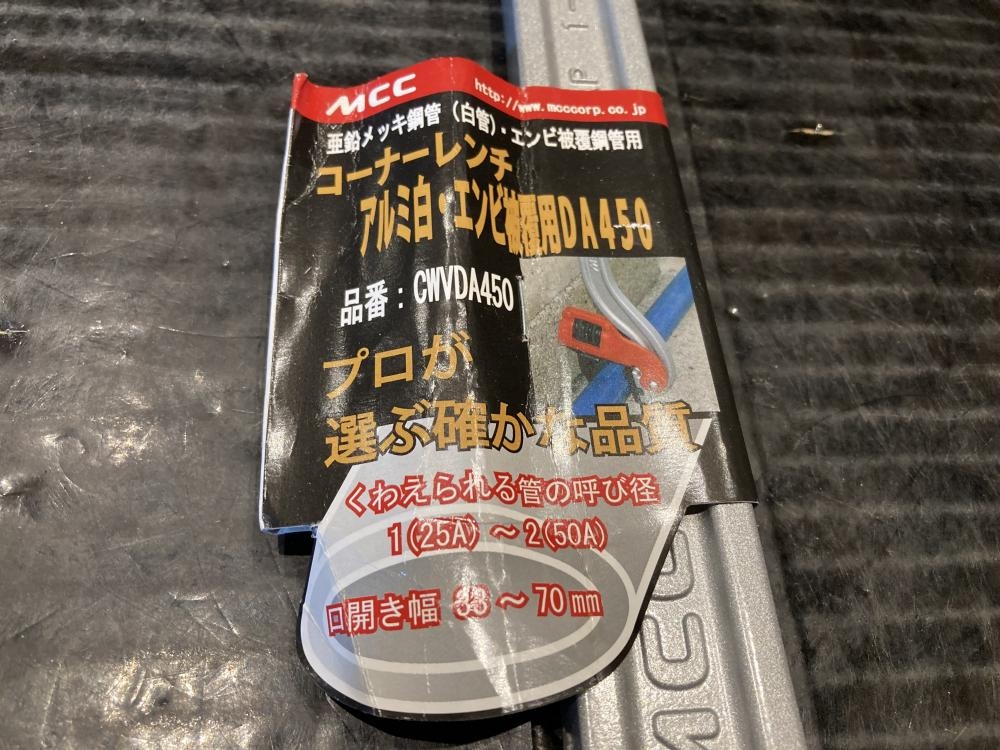 MCC
http://www.mcccorp.co.jp
亜鉛メッキ鋼管（白管）・エンビ被覆鋼管用
コーナーレンチ
アルミ白・エンビ被覆用DA450
品番：CWVDA450
プロが
選ぶ確かな品質
くわえられる管の呼び径
1(25A)～2(50A)
口開き幅 33～70mm
MCC